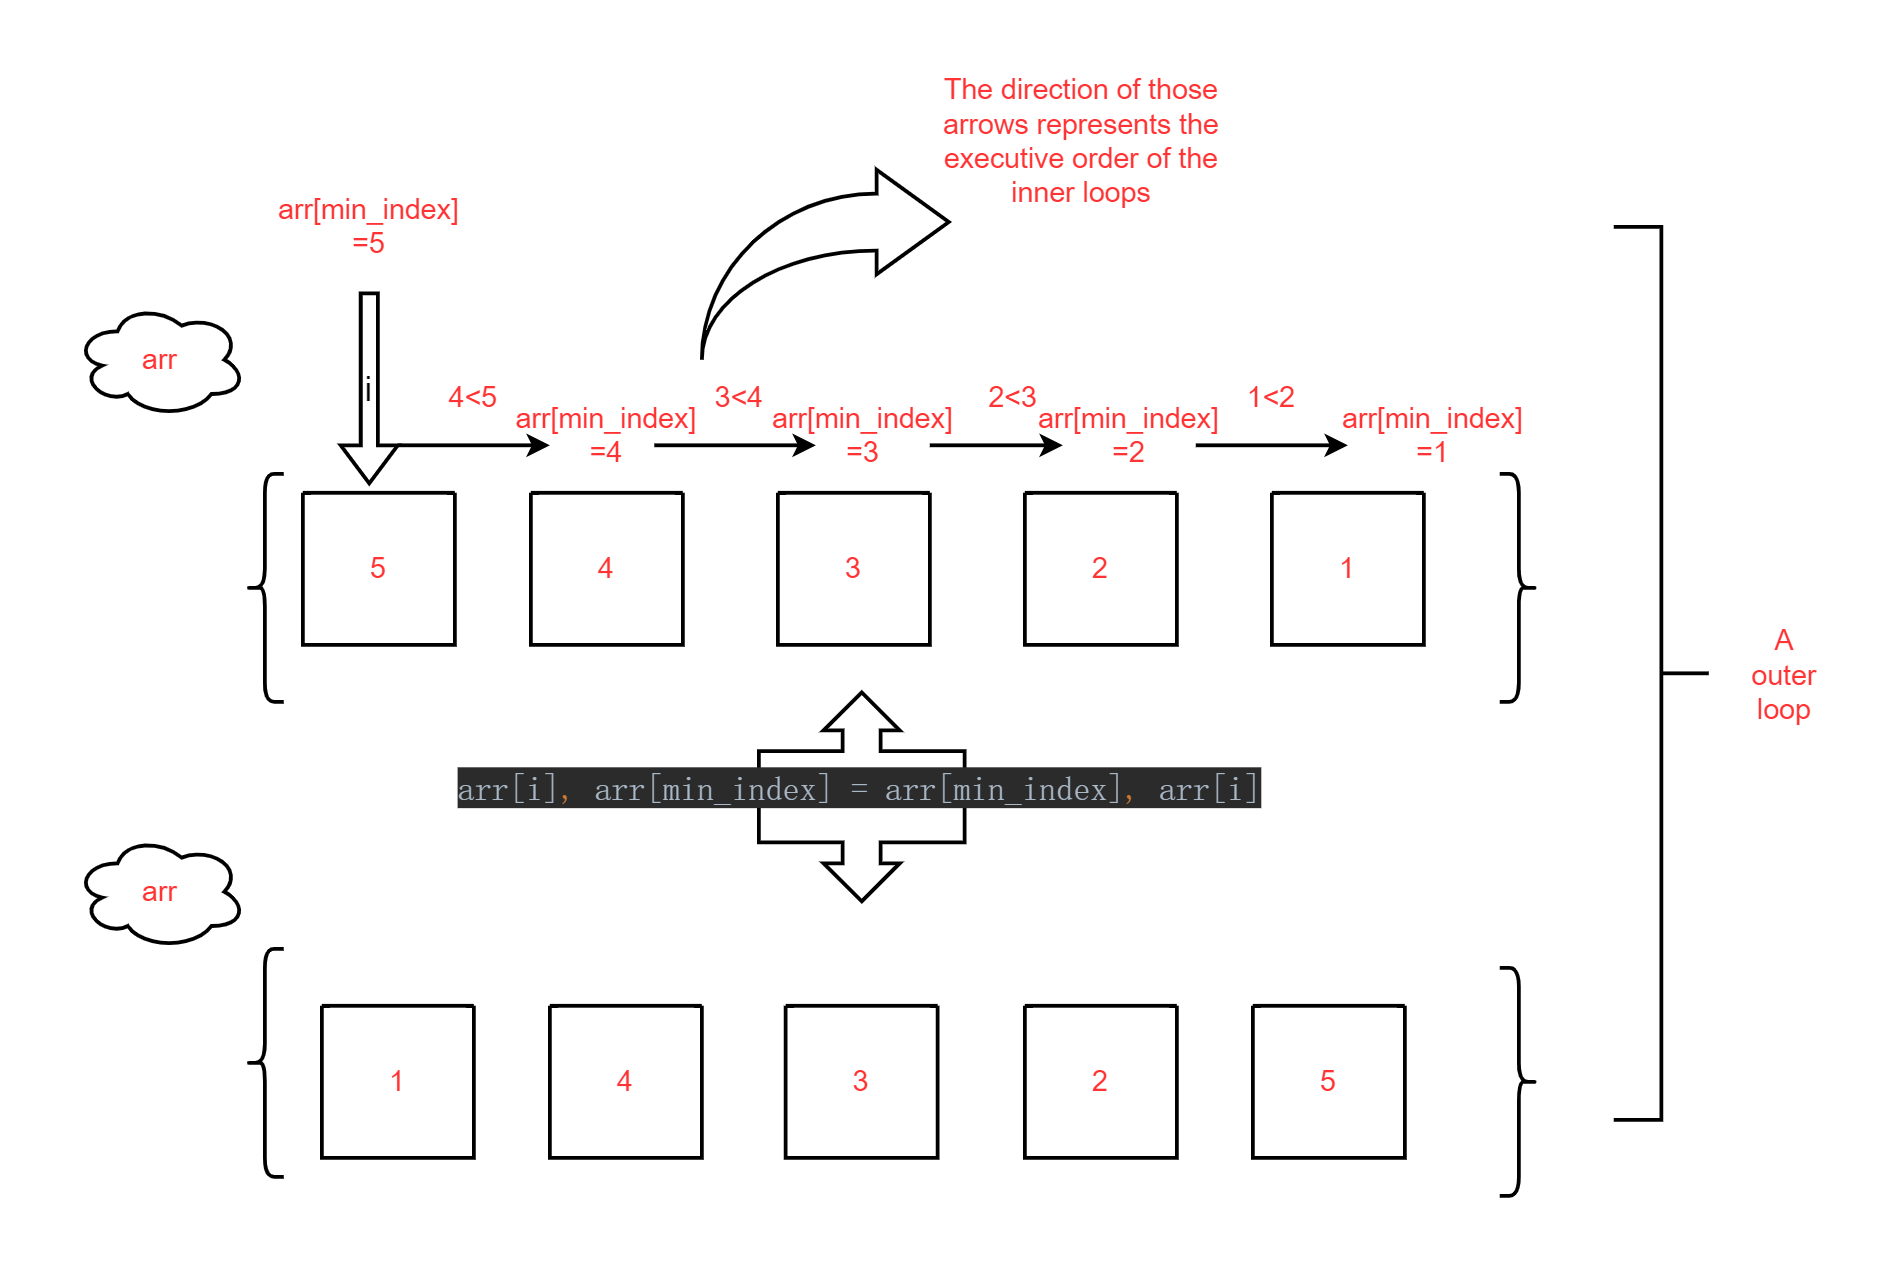 The direction of those
arrows represents the
executive order of the
inner loops
arr[min_index]
=5
arr
i
4<5
arr[min_index]
=4
3<4
arr[min_index]
=3
2<3
arr[min_index]
=2
1<2
arr[min_index]
=1
5
4
3
2
1
A
outer
loop
arr[i], arr[min_index] = arr[min_index], arr[i]
arr
1
4
3
2
5